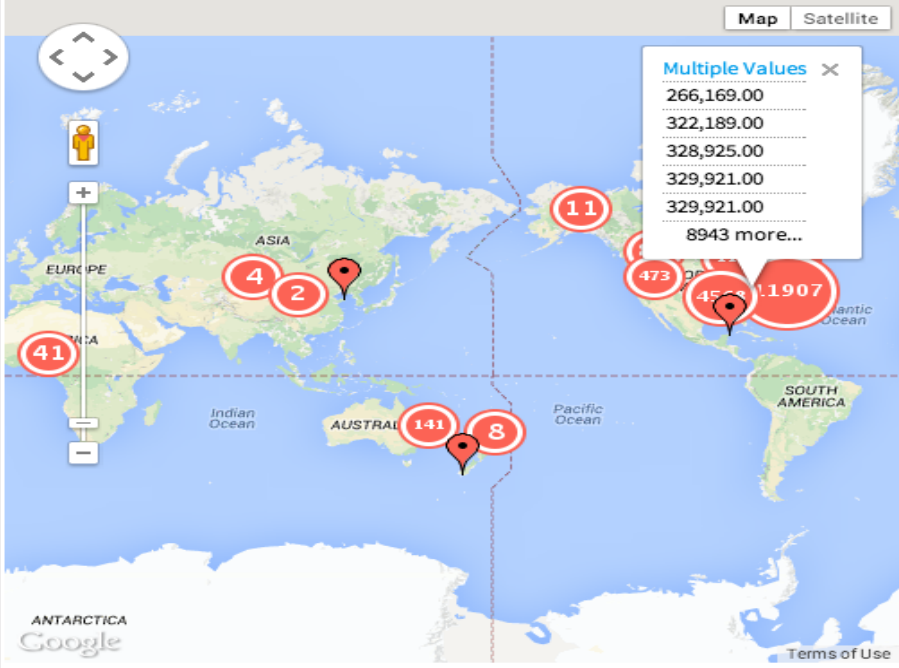 Map
Satellite
Multiple Values
266,169.00
322,189.00
328,925.00
329,921.00
329,921.00
8943 more...
11
ASIA
EUROPE
4
2
473
11907
Ocean
41
Indian
Ocean
Pacific
Ocean
SOUTH
AMERICA
141
8
ANTARCTICA
Google
Terms of Use